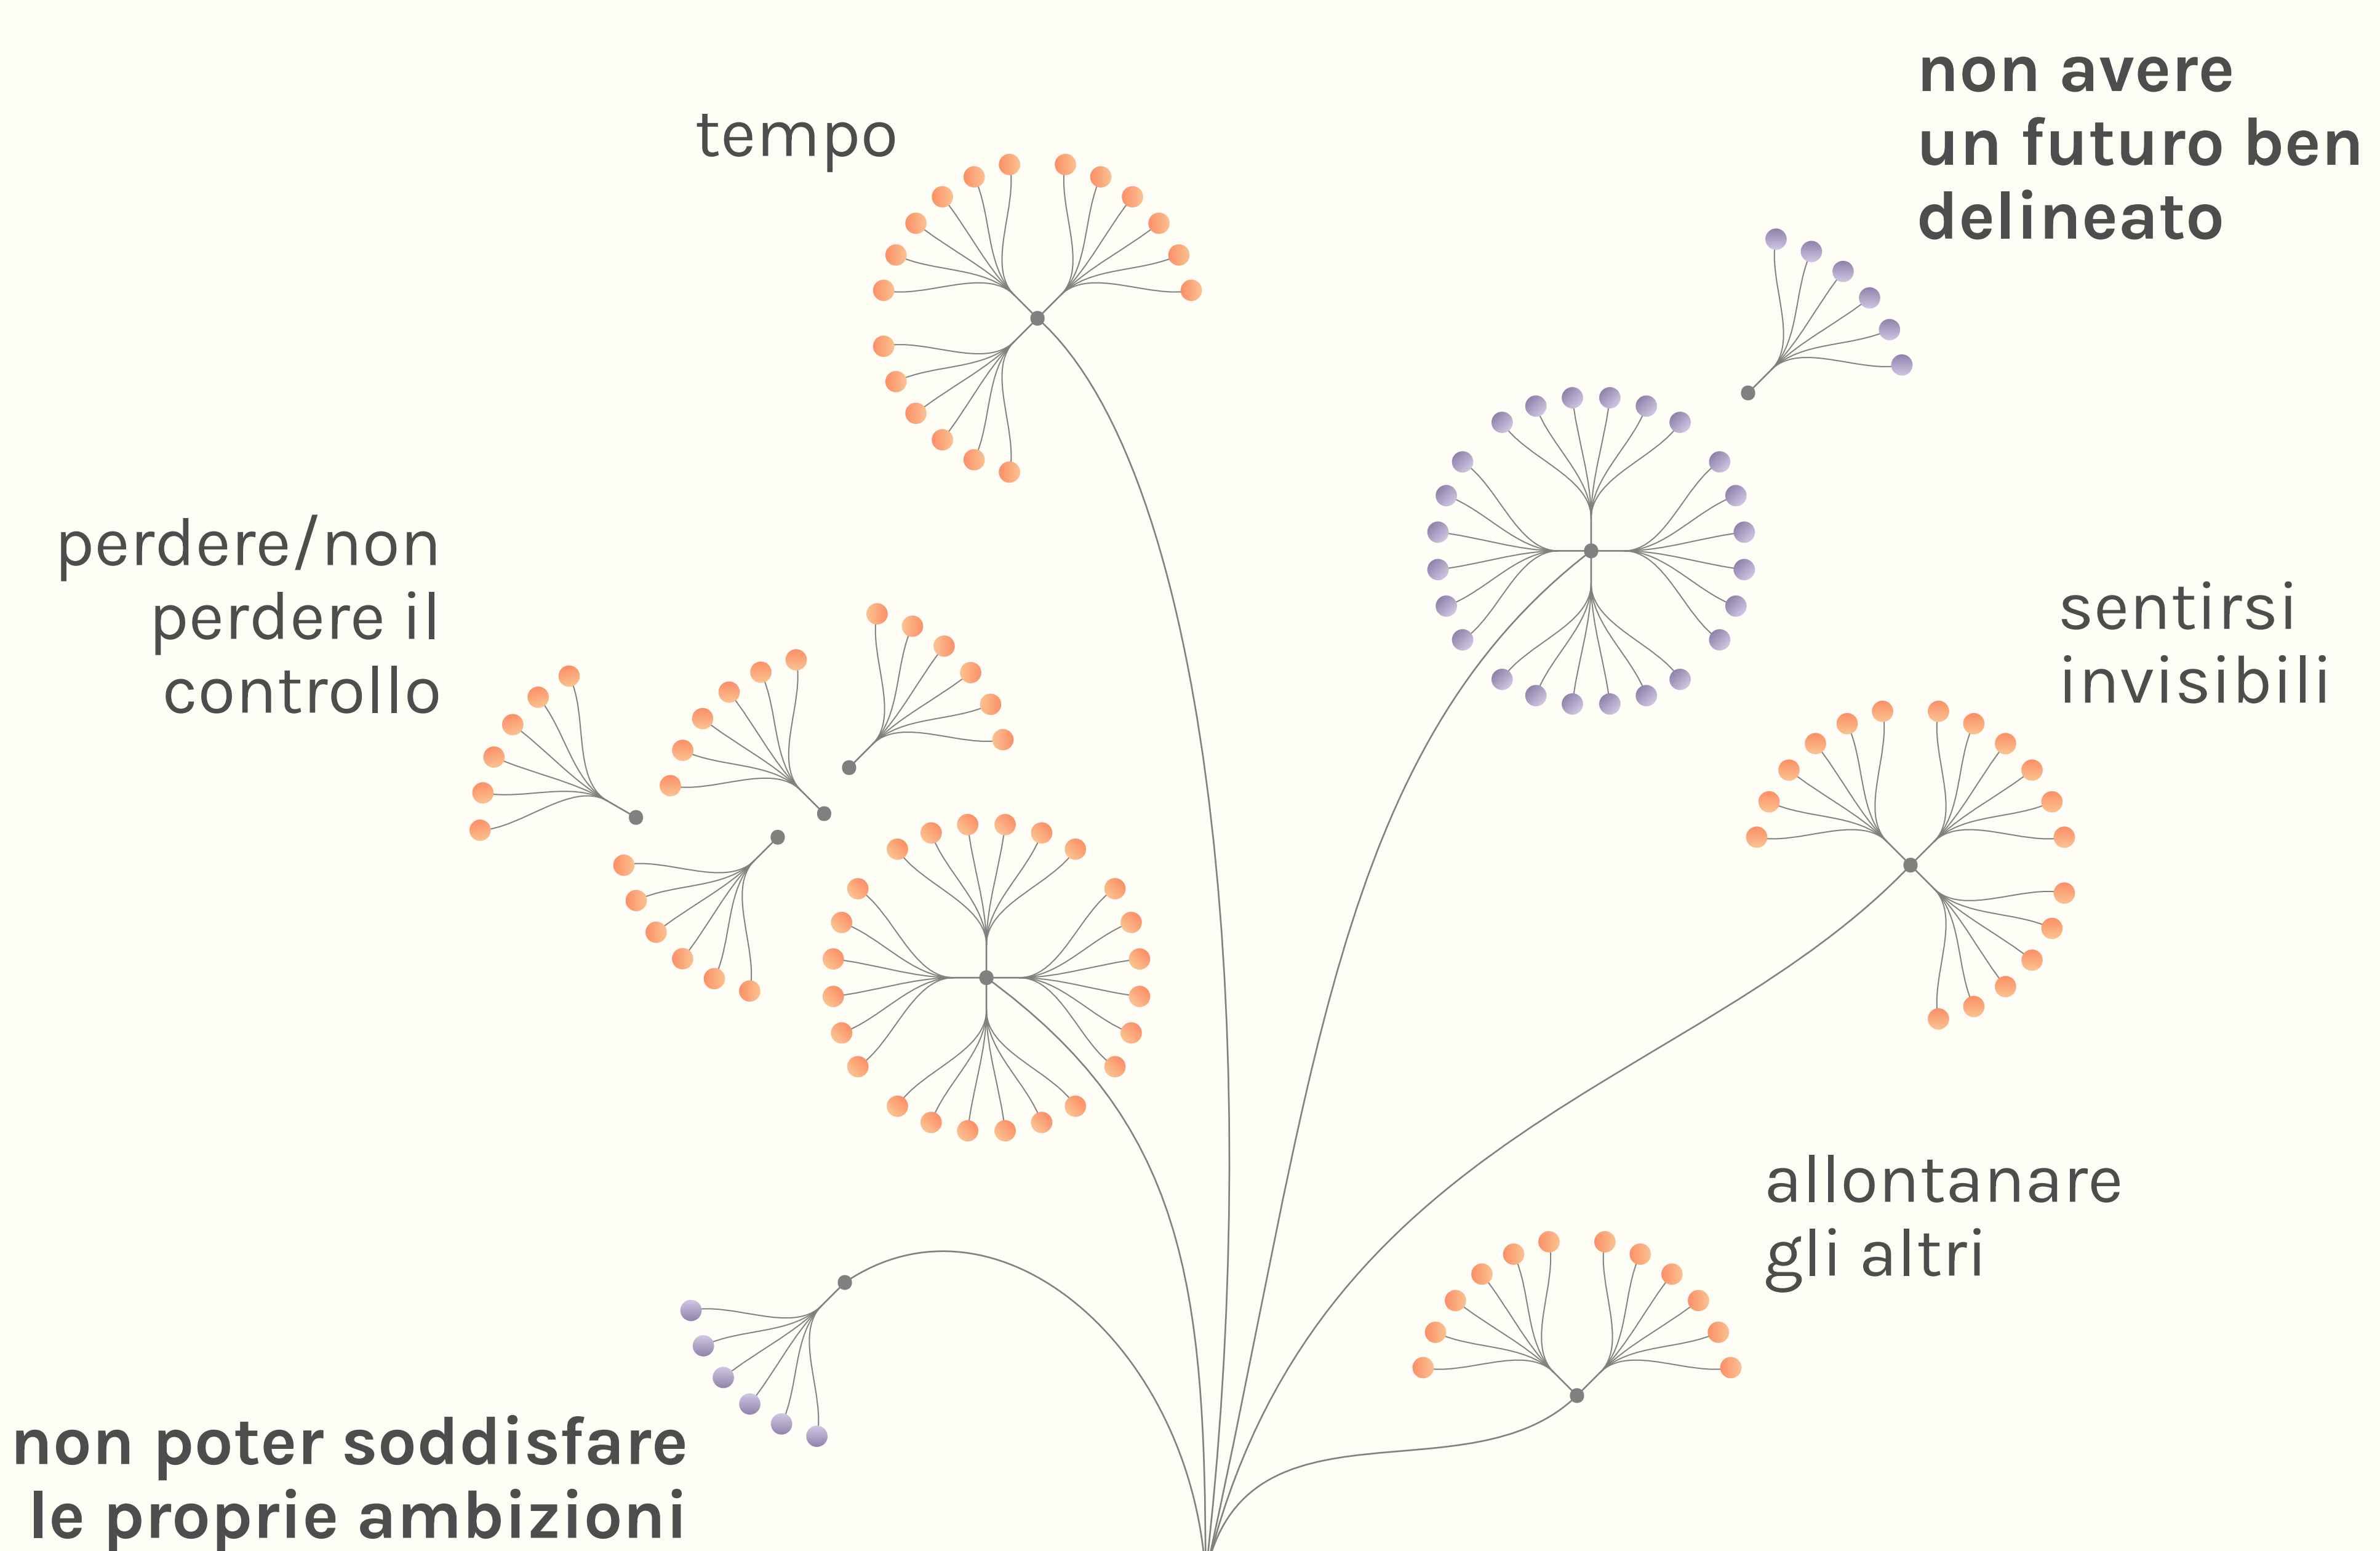 tempo
non avere
un futuro ben
delineato
perdere/non
perdere il
controllo
sentirsi
invisibili
allontanare
gli altri
non poter soddisfare
le proprie ambizioni